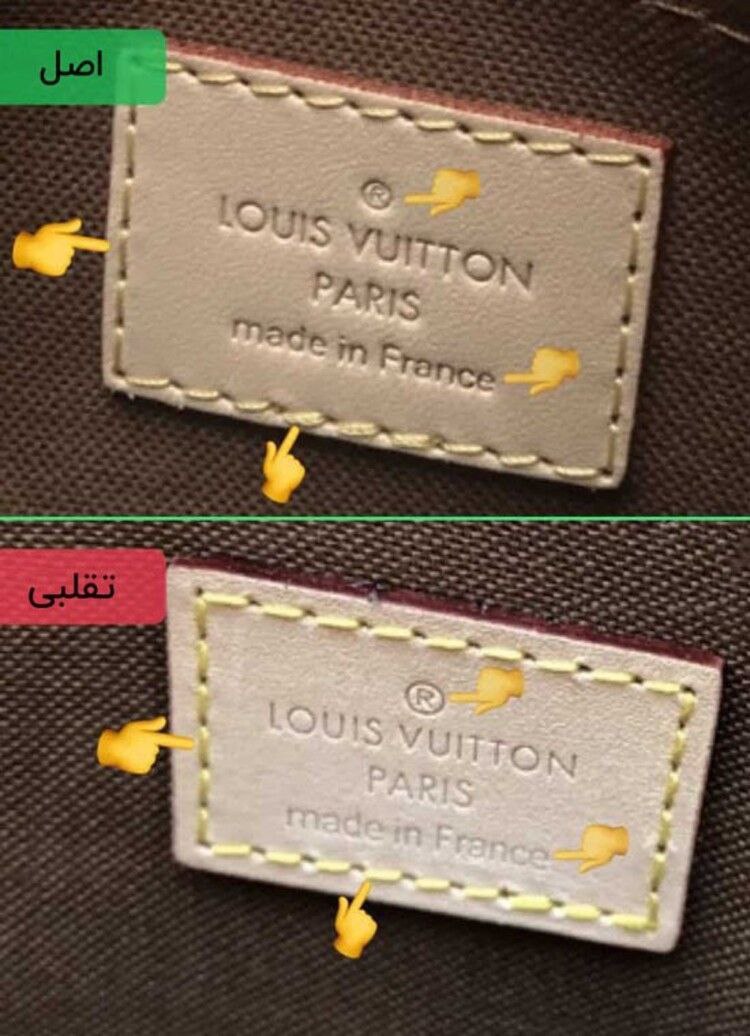 اصل
®
LOUIS VUITTON
PARIS
made in France
تقلبی
®
LOUIS VUITTON
PARIS
made in France